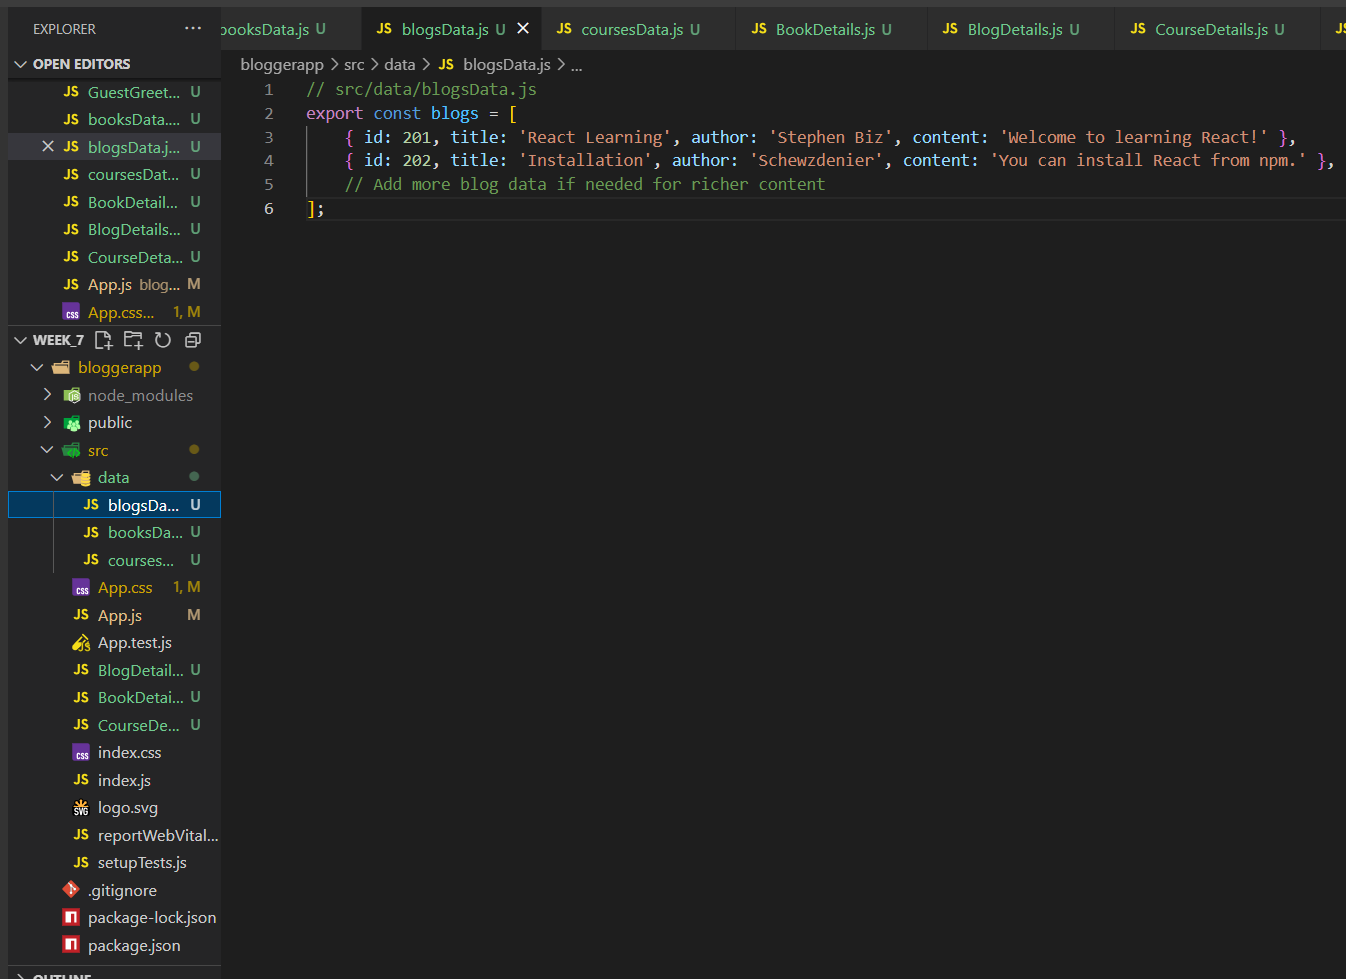 EXPLORER ...
booksData.js U
JS blogsData.js U
JS coursesData.js U
JS BookDetails.js U
JS BlogDetails.js U
JS CourseDetails.js U
JS
OPEN EDITORS
JS GuestGreet... U
JS booksData.... U
JS blogsData.j... U
JS coursesDat... U
JS BookDetail... U
JS BlogDetails... U
JS CourseDeta... U
JS App.js blog... M
css App.css... 1, M
WEEK_7
bloggerapp
node_modules
public
src
data
JS blogsDa... U
JS booksDa... U
JS courses... U
css App.css 1, M
JS App.js M
App.test.js
JS BlogDetail... U
JS BookDetai... U
JS CourseDe... U
css index.css
JS index.js
SVG logo.svg
JS reportWebVital...
JS setupTests.js
.gitignore
package-lock.json
package.json
OUTLINE
bloggerapp > src > data > JS blogsData.js > ...
1 // src/data/blogsData.js
2 export const blogs = [
3 { id: 201, title: 'React Learning', author: 'Stephen Biz', content: 'Welcome to learning React!' },
4 { id: 202, title: 'Installation', author: 'Schewzdenier', content: 'You can install React from npm.' },
5 // Add more blog data if needed for richer content
6 ];